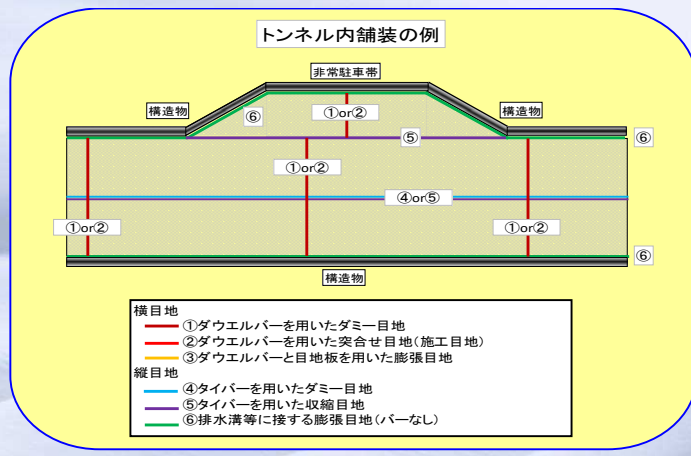 トンネル内舗装の例
非常駐車帯
構造物
構造物
⑥
①or②
⑤
⑥
①or②
④or⑤
①or②
①or②
⑥
構造物
横目地
①ダウエルバーを用いたダミー目地
②ダウエルバーを用いた突合せ目地(施工目地)
③ダウエルバーと目地板を用いた膨張目地
縦目地
④タイバーを用いたダミー目地
⑤タイバーを用いた収縮目地
⑥排水溝等に接する膨張目地(バーなし)